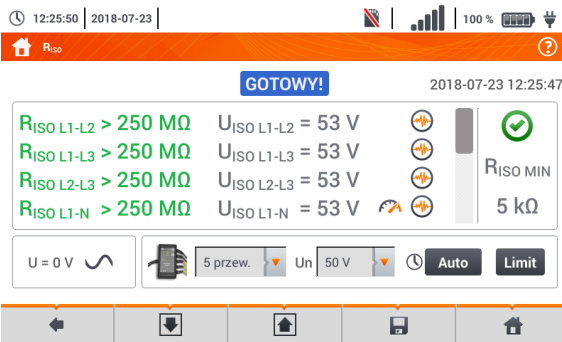 12:25:50 2018-07-23 100 %
RISO
GOTOWY! 2018-07-23 12:25:47
RISO L1-L2 > 250 MΩ UISO L1-L2 = 53 V
RISO L1-L3 > 250 MΩ UISO L1-L3 = 53 V
RISO L2-L3 > 250 MΩ UISO L2-L3 = 53 V
RISO L1-N > 250 MΩ UISO L1-N = 53 V
RISO MIN
5 kΩ
U = 0 V 5 przew. Un 50 V Auto Limit